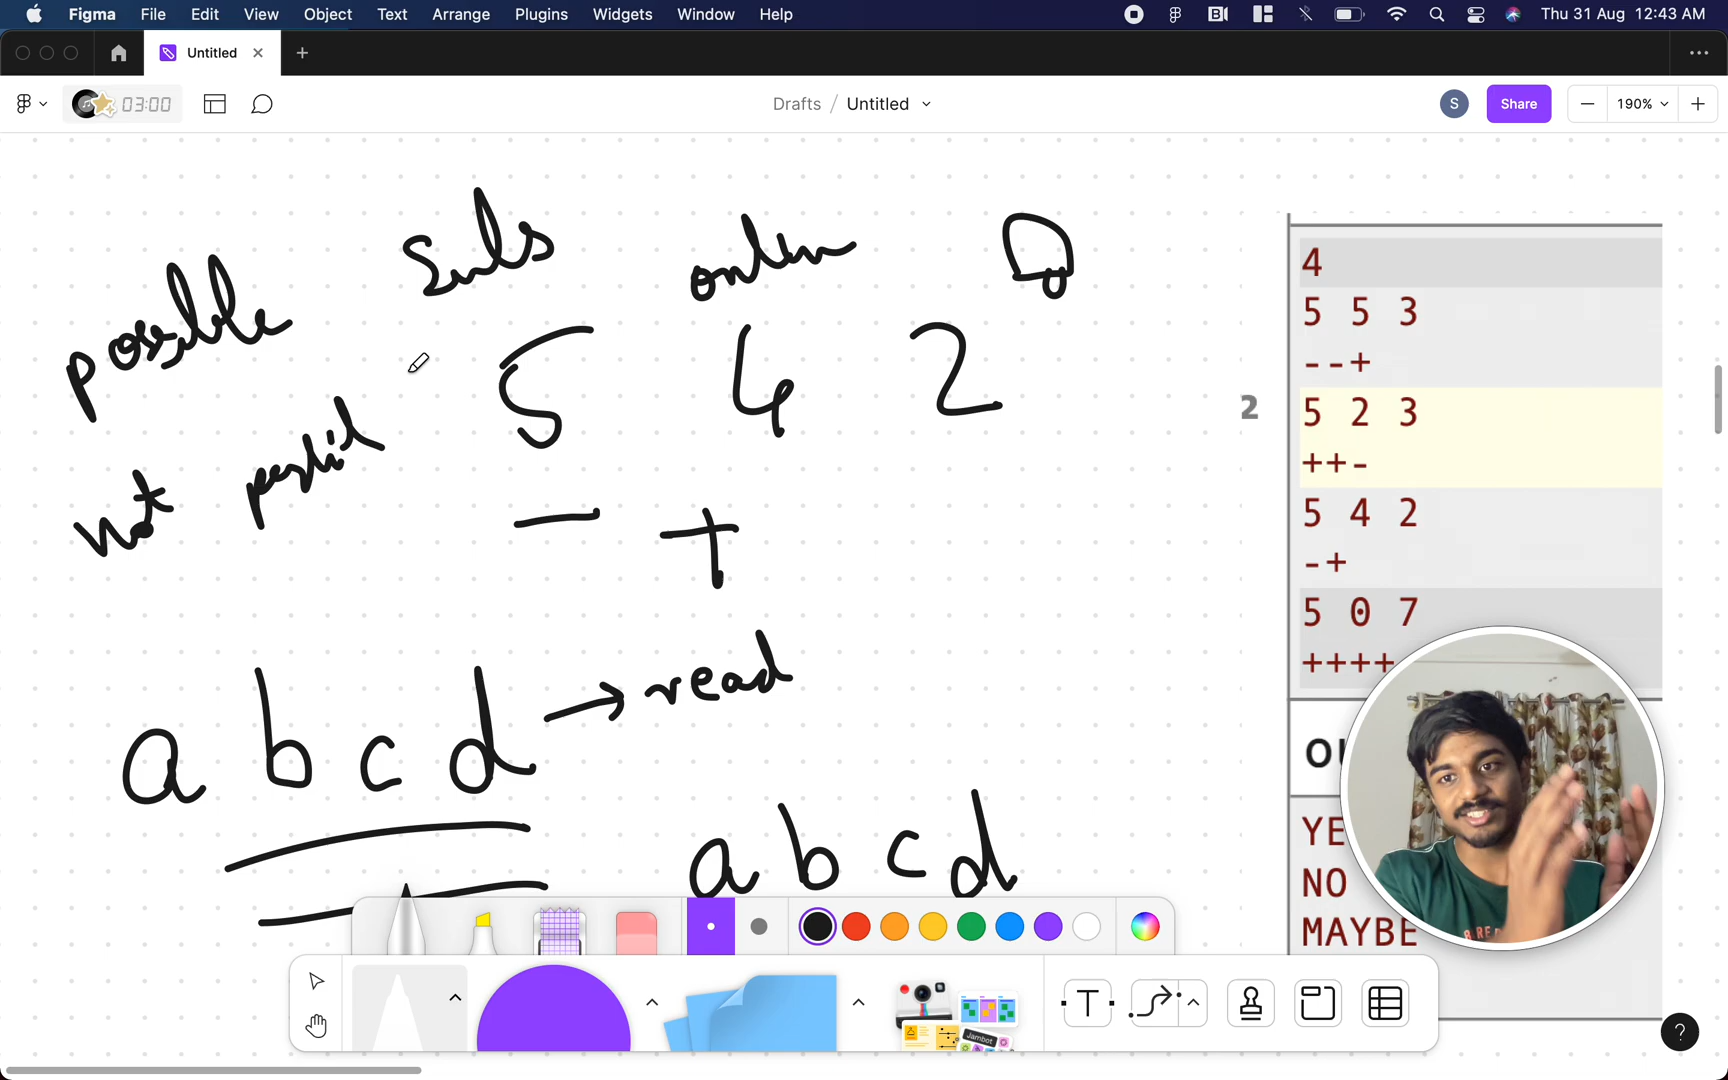 Figma File Edit View Object Text Arrange Plugins Widgets Window Help Thu 31 Aug 12:43 AM
Untitled
03:00 Drafts / Untitled S Share 190%
Subs onlen Q
possible
5 4 2
not
- +
a b c d → read
a b c d
4
5 5 3
--+
2
5 2 3
++-
5 4 2
-+
5 0 7
++++
YE
NO
MAYBE
T
Jambot
?